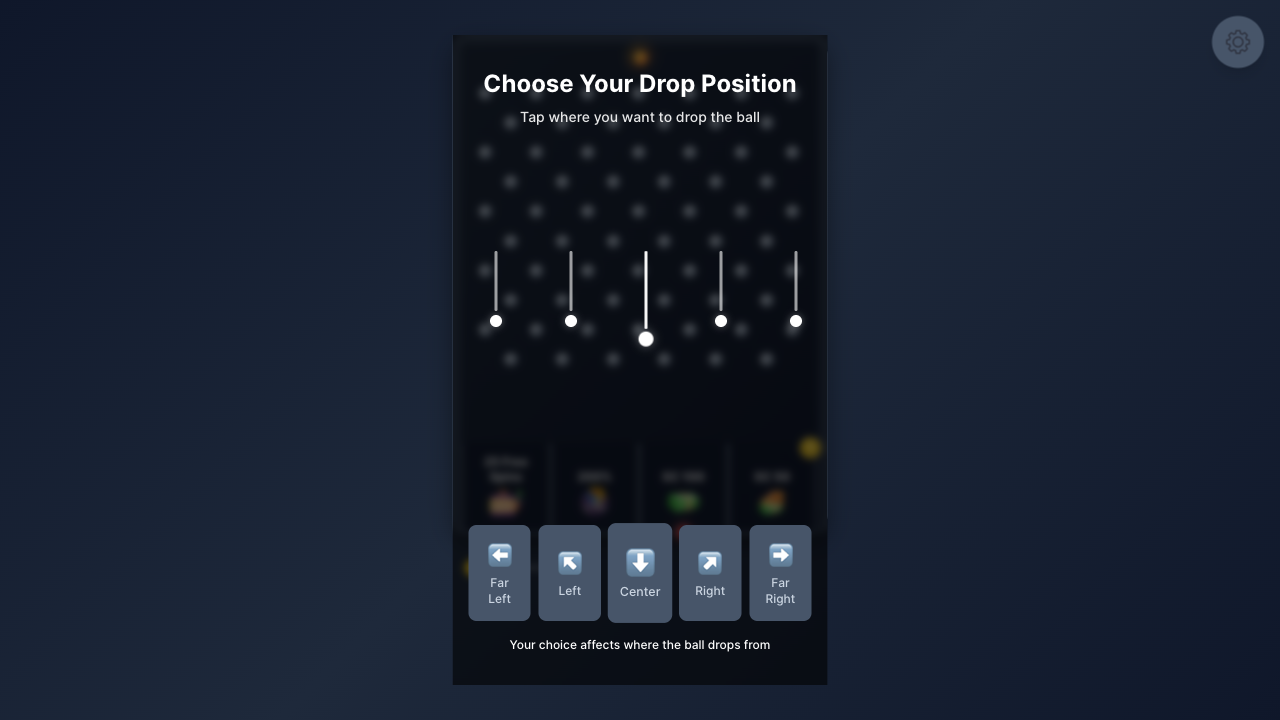 Choose Your Drop Position
Tap where you want to drop the ball
Far
Left
Left
Center
Right
Far
Right
Your choice affects where the ball drops from